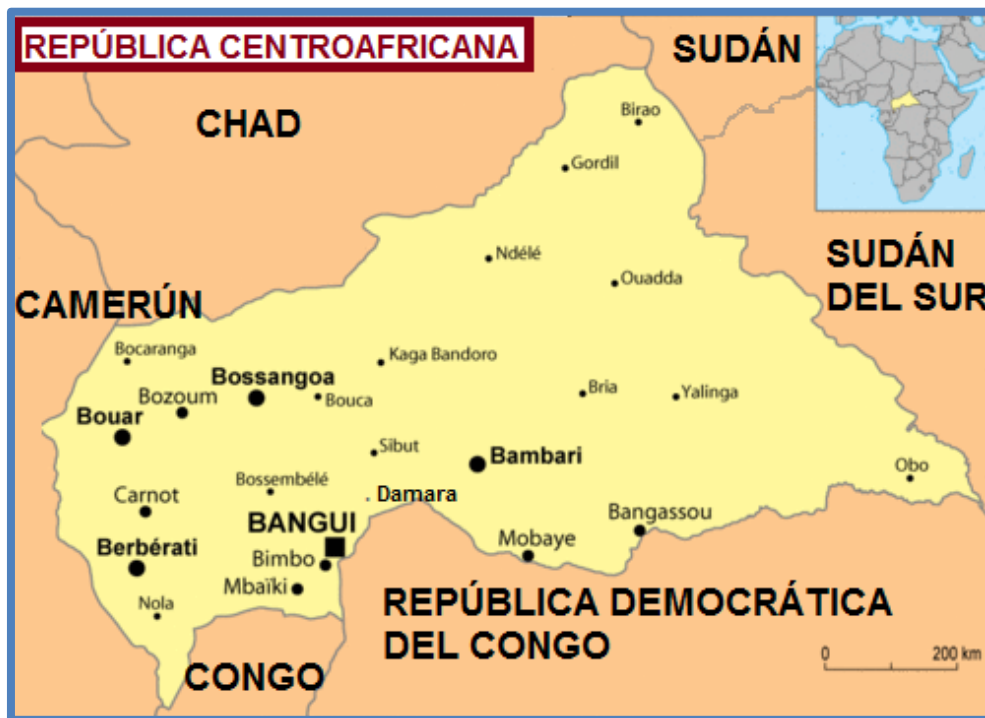 REPÚBLICA CENTROAFRICANA
SUDÁN
CHAD
Birao
Gordil
Ndélé
Ouadda
SUDÁN
DEL SUR
CAMERÚN
Bocaranga
Kaga Bandoro
Bossangoa
Bozoum
Bouca
Bria
Yalinga
Bouar
Sibut
Bambari
Obo
Bossembélé
Carnot
Damara
BANGUI
Bangassou
Mobaye
Berbérati
Bimbo
Mbaïki
Nola
REPÚBLICA DEMOCRÁTICA
DEL CONGO
CONGO
0 200 km